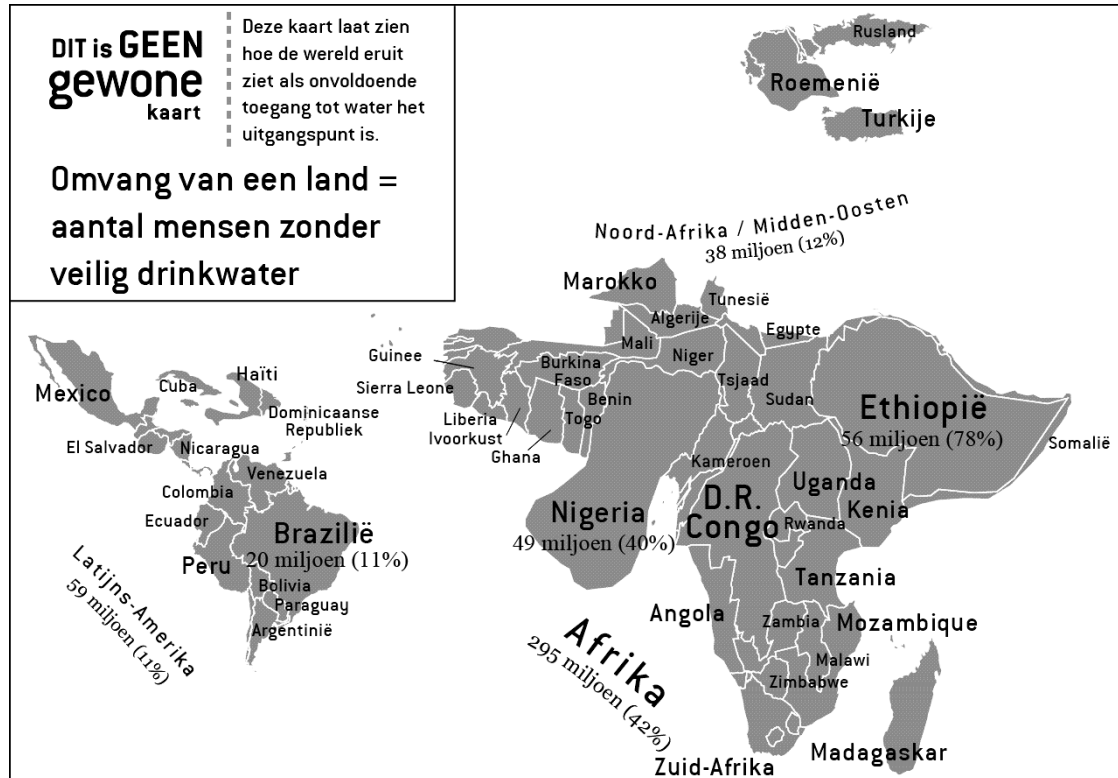 DIT is GEEN
gewone
kaart
Deze kaart laat zien
hoe de wereld eruit
ziet als onvoldoende
toegang tot water het
uitgangspunt is.
Omvang van een land =
aantal mensen zonder
veilig drinkwater
Rusland
Roemenië
Turkije
Noord-Afrika / Midden-Oosten
38 miljoen (12%)
Marokko
Tunesië
Algerije
Egypte
Mali
Niger
Guinee
Burkina
Faso
Sierra Leone
Tsjaad
Benin
Sudan
Liberia
Togo
Ivoorkust
Ghana
Ethiopië
56 miljoen (78%)
Somalië
Kameroen
Uganda
D.R.
Congo
Kenia
Rwanda
Nigeria
49 miljoen (40%)
Tanzania
Angola
Zambia
Mozambique
Malawi
Zimbabwe
Afrika
295 miljoen (42%)
Madagaskar
Zuid-Afrika
Mexico
Cuba
Haïti
Dominicaanse
Republiek
El Salvador
Nicaragua
Venezuela
Colombia
Ecuador
Brazilië
20 miljoen (11%)
Peru
Bolivia
Paraguay
Argentinië
Latijns-Amerika
59 miljoen (11%)